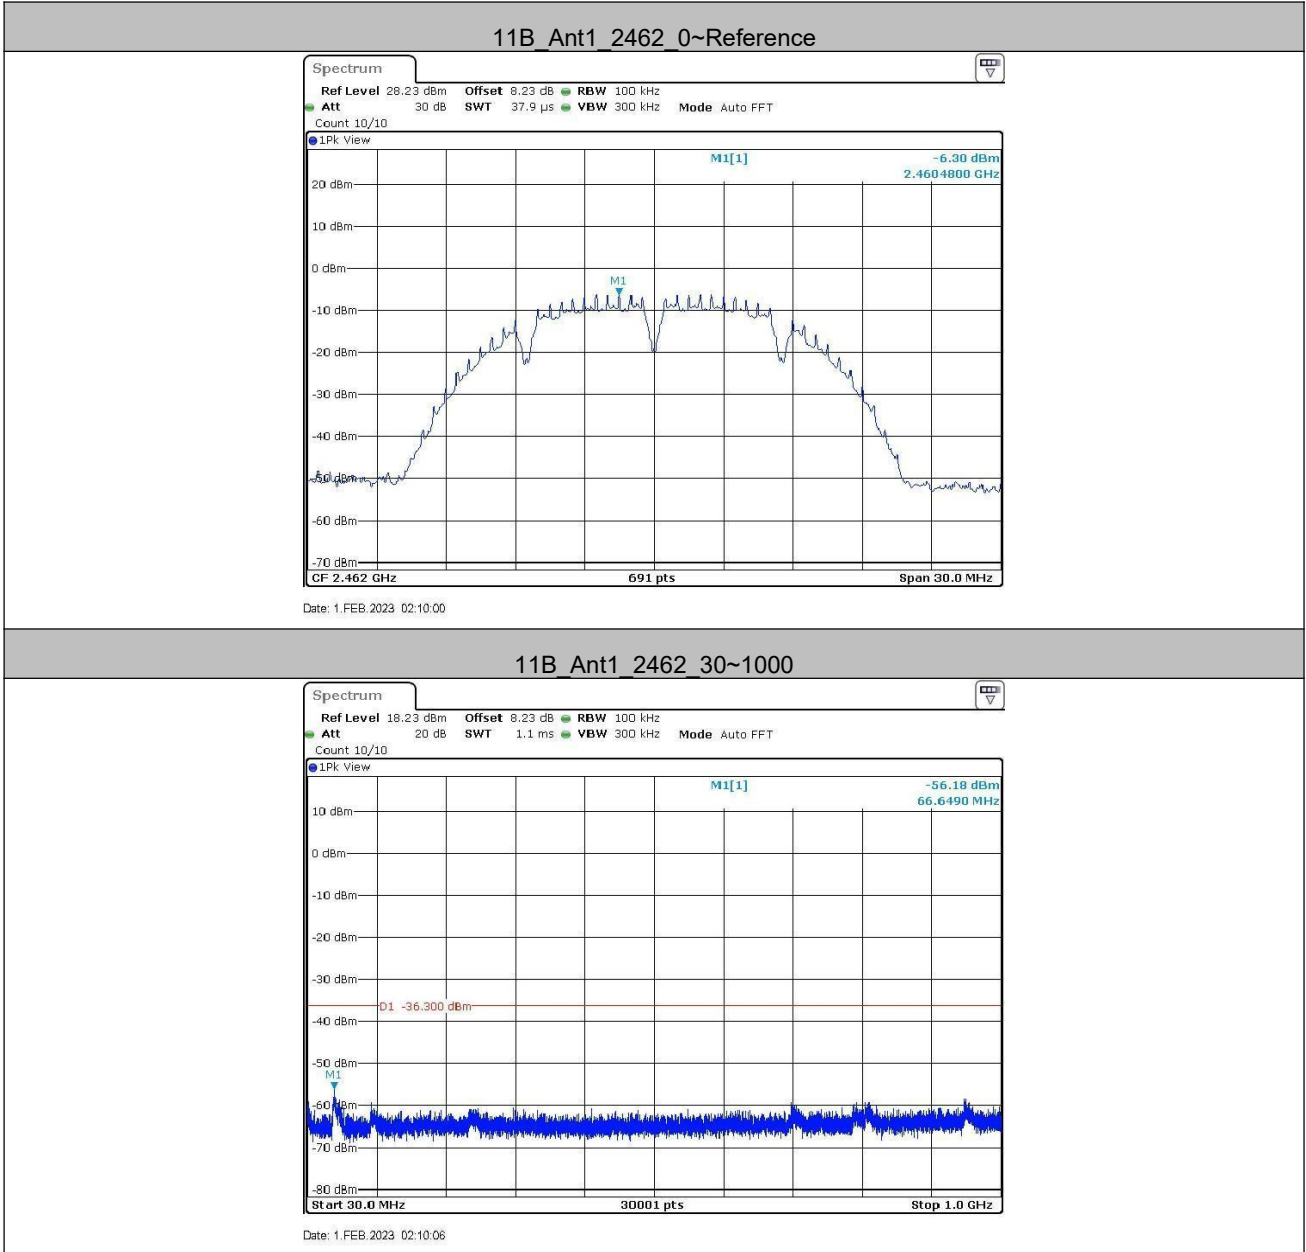 11B_Ant1_2462_0~Reference
Spectrum
Ref Level 28.23 dBm Offset 8.23 dB RBW 100 kHz
Att 30 dB SWT 37.9 µs VBW 300 kHz Mode Auto FFT
Count 10/10
1Pk View
M1[1] -6.30 dBm
2.4604800 GHz
20 dBm
10 dBm
0 dBm
M1
-10 dBm
-20 dBm
-30 dBm
-40 dBm
-50 dBm
-60 dBm
-70 dBm
CF 2.462 GHz 691 pts Span 30.0 MHz
Date: 1.FEB.2023 02:10:00
11B_Ant1_2462_30~1000
Spectrum
Ref Level 18.23 dBm Offset 8.23 dB RBW 100 kHz
Att 20 dB SWT 1.1 ms VBW 300 kHz Mode Auto FFT
Count 10/10
1Pk View
M1[1] -56.18 dBm
66.6490 MHz
10 dBm
0 dBm
-10 dBm
-20 dBm
-30 dBm
D1 -36.300 dBm
-40 dBm
-50 dBm
M1
-60 dBm
-70 dBm
-80 dBm
Start 30.0 MHz 30001 pts Stop 1.0 GHz
Date: 1.FEB.2023 02:10:06